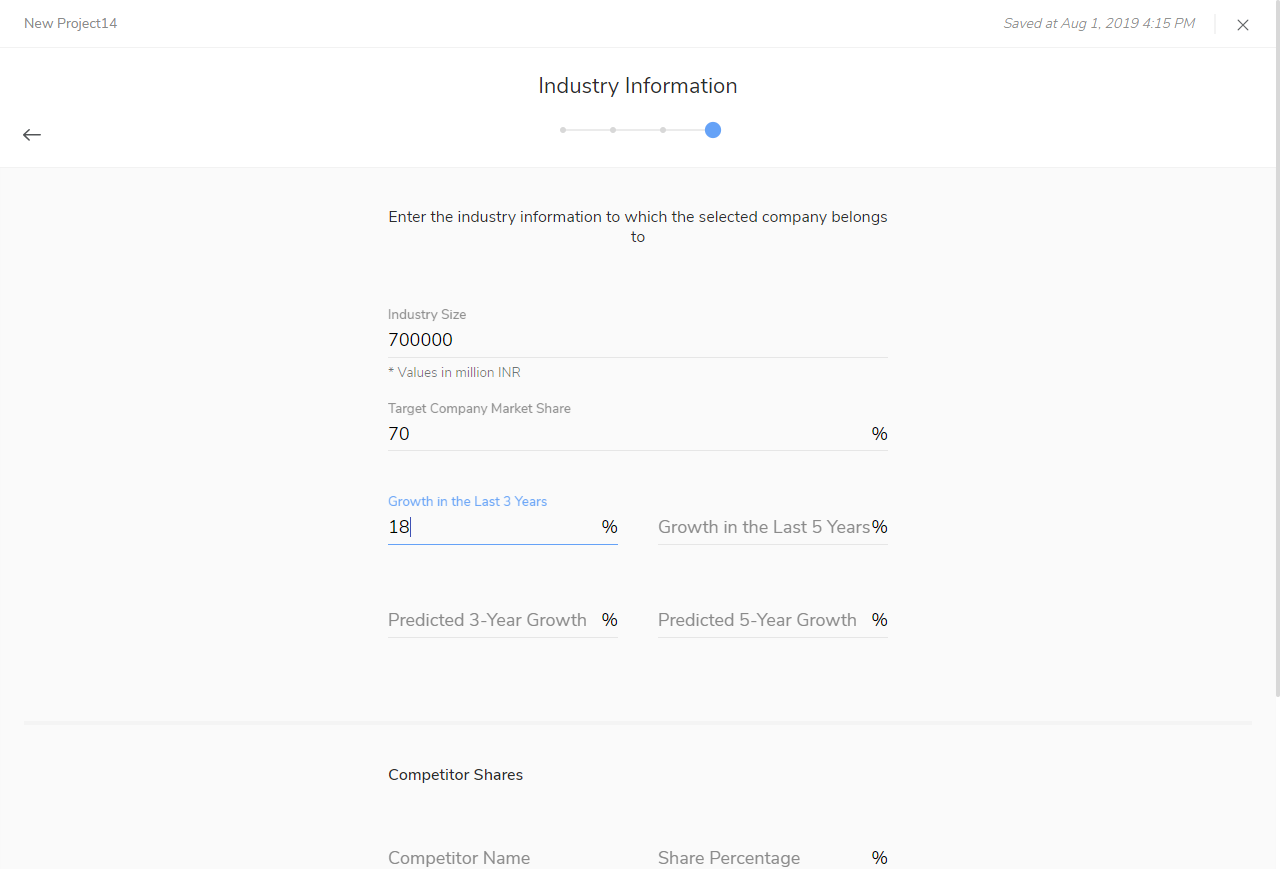 New Project14
Saved at Aug 1, 2019 4:15 PM
Industry Information
Enter the industry information to which the selected company belongs
to
Industry Size
700000
* Values in million INR
Target Company Market Share
70 %
Growth in the Last 3 Years
18 % Growth in the Last 5 Years %
Predicted 3-Year Growth % Predicted 5-Year Growth %
Competitor Shares
Competitor Name Share Percentage %